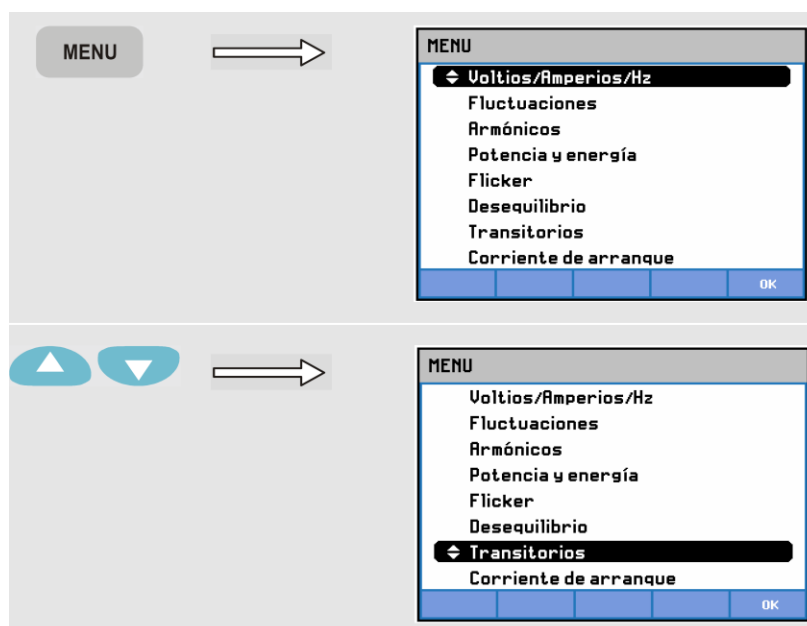 MENU
MENU
Voltios/Amperios/Hz
Fluctuaciones
Armónicos
Potencia y energía
Flicker
Desequilibrio
Transitorios
Corriente de arranque
OK
MENU
Voltios/Amperios/Hz
Fluctuaciones
Armónicos
Potencia y energía
Flicker
Desequilibrio
Transitorios
Corriente de arranque
OK